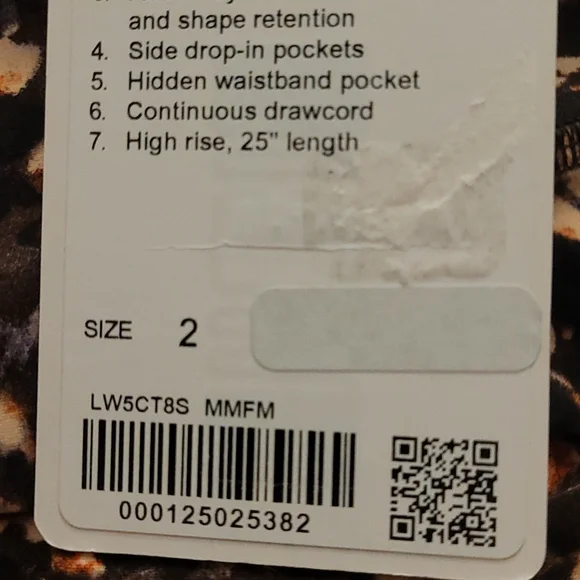 and shape retention
4. Side drop-in pockets
5. Hidden waistband pocket
6. Continuous drawcord
7. High rise, 25" length
SIZE 2
LW5CT8S MMFM
000125025382